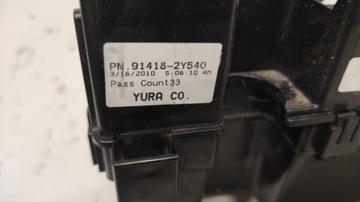 PN.91418-2Y540
3/16/2010 5:06:10 AM
Pass Count33
YURA CO.